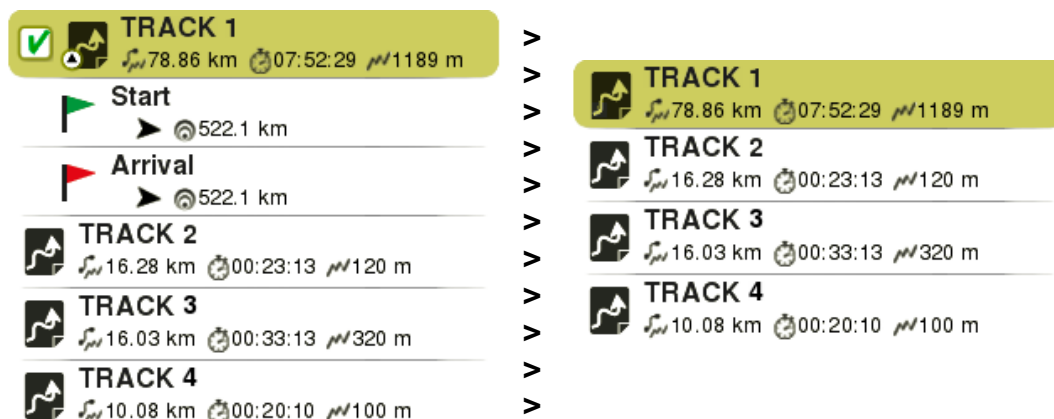 TRACK 1
78.86 km 07:52:29 1189 m
Start
522.1 km
Arrival
522.1 km
TRACK 2
16.28 km 00:23:13 120 m
TRACK 3
16.03 km 00:33:13 320 m
TRACK 4
10.08 km 00:20:10 100 m
>
>
>
>
>
>
>
>
>
>
>
TRACK 1
78.86 km 07:52:29 1189 m
TRACK 2
16.28 km 00:23:13 120 m
TRACK 3
16.03 km 00:33:13 320 m
TRACK 4
10.08 km 00:20:10 100 m